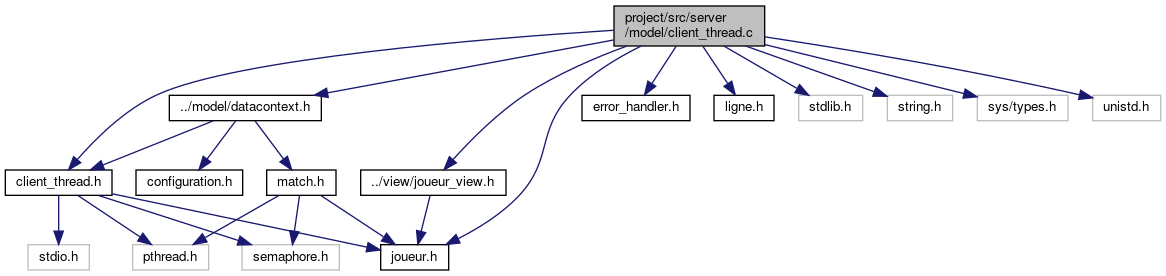 project/src/server
/model/client_thread.c
../model/datacontext.h
error_handler.h
ligne.h
stdlib.h
string.h
sys/types.h
unistd.h
client_thread.h
configuration.h
match.h
../view/joueur_view.h
stdio.h
pthread.h
semaphore.h
joueur.h